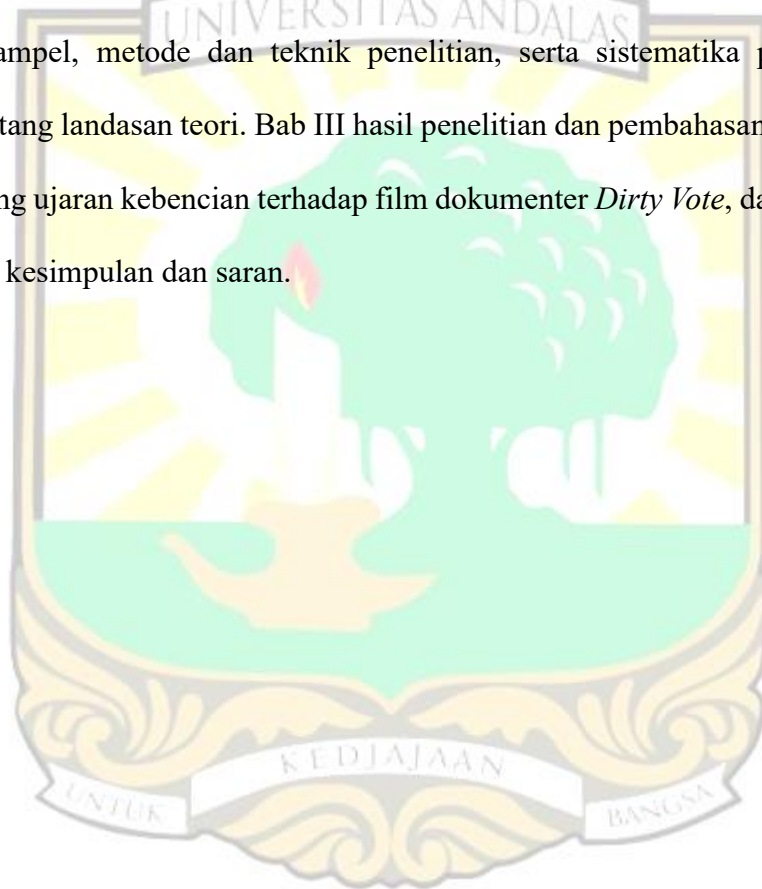 UNIVERSITAS ANDALAS
ampel, metode dan teknik penelitian, serta sistematika p
tang landasan teori. Bab III hasil penelitian dan pembahasan
ng ujaran kebencian terhadap film dokumenter Dirty Vote, da
kesimpulan dan saran.
KEDJAJAAN
UNTUK
BANGSA